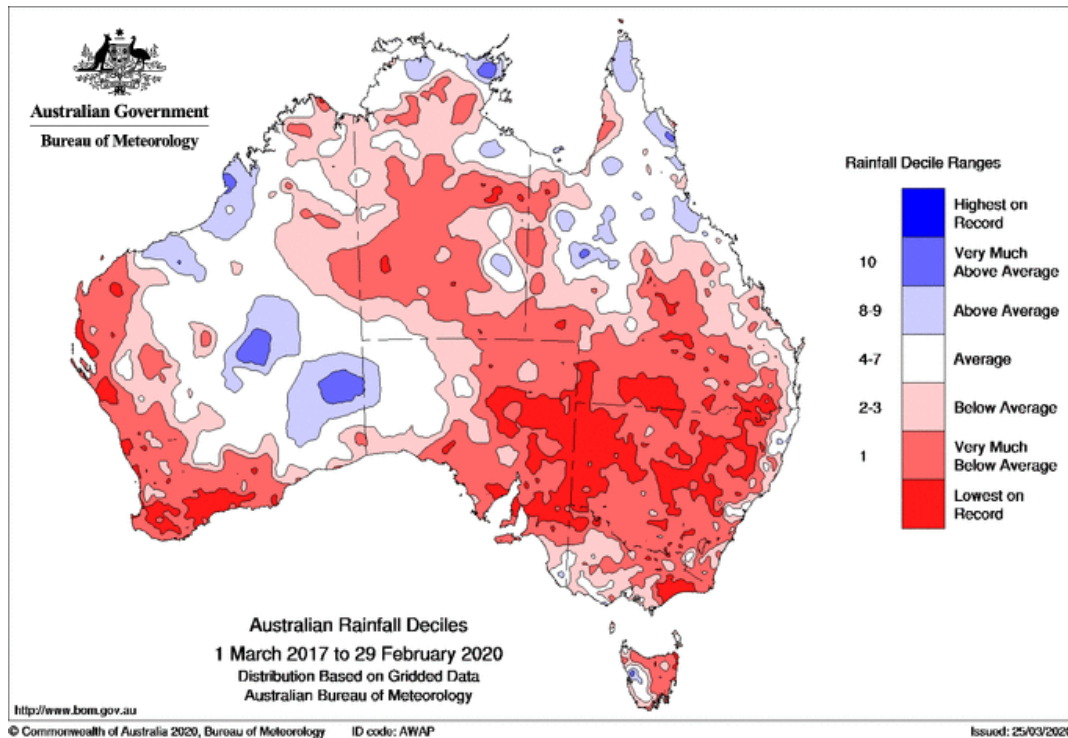 Australian Government
Bureau of Meteorology
Rainfall Decile Ranges
Highest on
Record
10
Very Much
Above Average
8-9
Above Average
4-7
Average
2-3
Below Average
1
Very Much
Below Average
Lowest on
Record
Australian Rainfall Deciles
1 March 2017 to 29 February 2020
Distribution Based on Gridded Data
Australian Bureau of Meteorology
http://www.bom.gov.au
© Commonwealth of Australia 2020, Bureau of Meteorology ID code: AWAP Issued: 25/03/2020